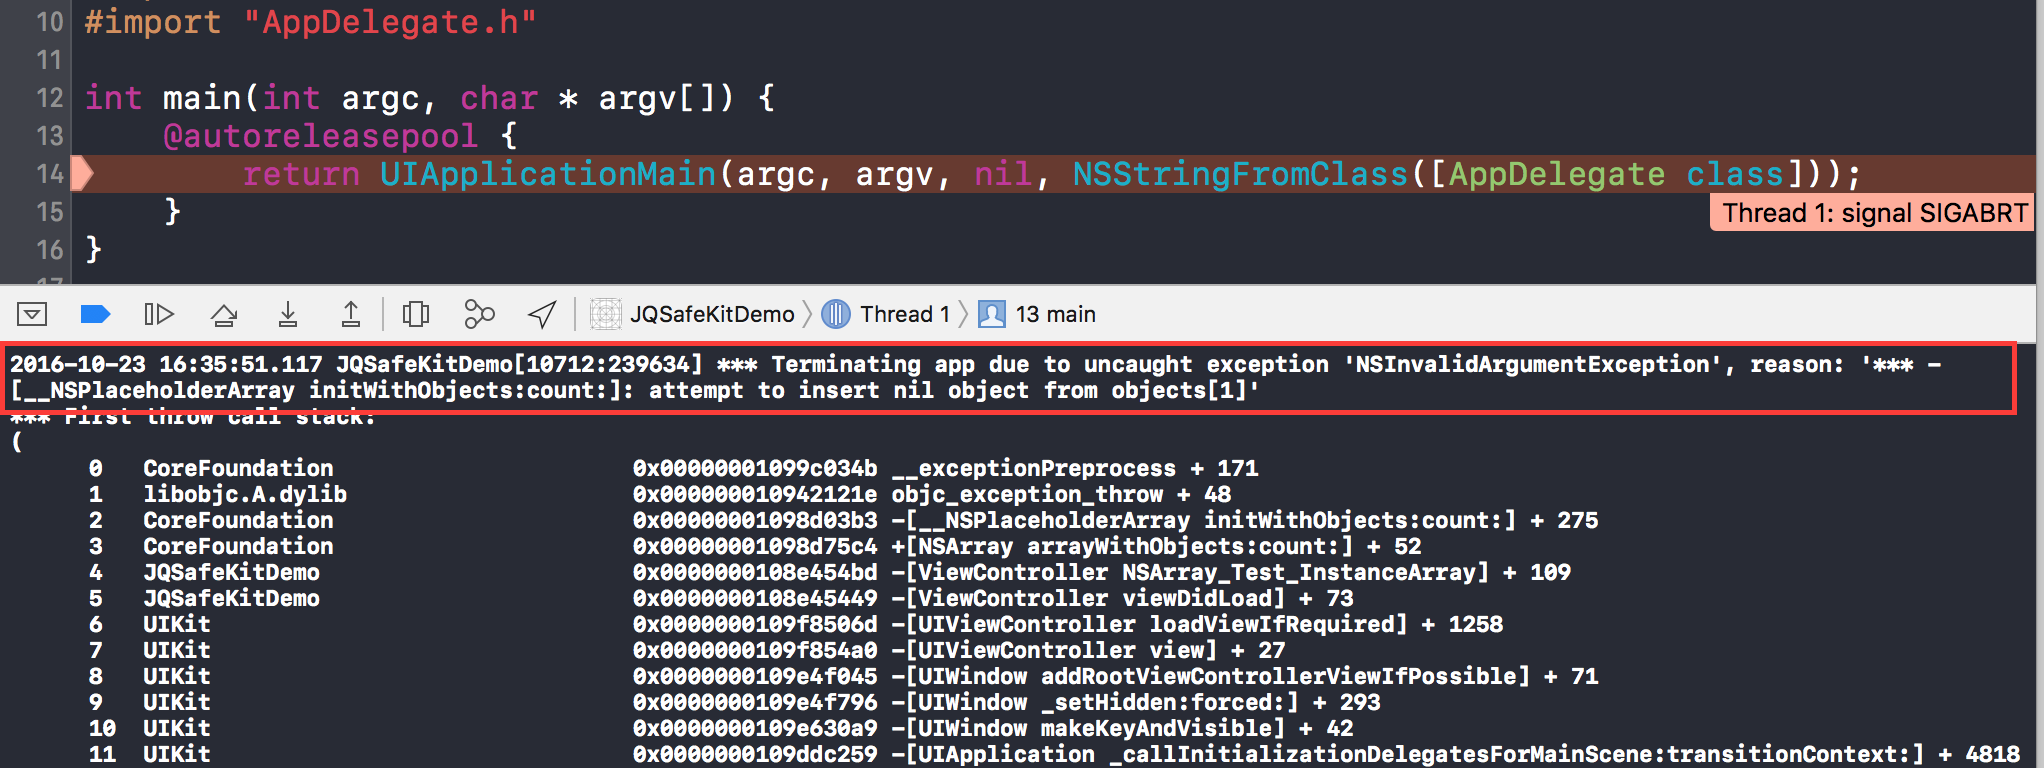 10 #import "AppDelegate.h"
11
12 int main(int argc, char * argv[]) {
13 @autoreleasepool {
14 return UIApplicationMain(argc, argv, nil, NSStringFromClass([AppDelegate class]));
15 }
Thread 1: signal SIGABRT
16 }
17
JQSafeKitDemo Thread 1 13 main
2016-10-23 16:35:51.117 JQSafeKitDemo[10712:239634] *** Terminating app due to uncaught exception 'NSInvalidArgumentException', reason: '*** -
[__NSPlaceholderArray initWithObjects:count:]: attempt to insert nil object from objects[1]'
*** First throw call stack:
(
0 CoreFoundation 0x00000001099c034b __exceptionPreprocess + 171
1 libobjc.A.dylib 0x000000010942121e objc_exception_throw + 48
2 CoreFoundation 0x00000001098d03b3 -[__NSPlaceholderArray initWithObjects:count:] + 275
3 CoreFoundation 0x00000001098d75c4 +[NSArray arrayWithObjects:count:] + 52
4 JQSafeKitDemo 0x0000000108e454bd -[ViewController NSArray_Test_InstanceArray] + 109
5 JQSafeKitDemo 0x0000000108e45449 -[ViewController viewDidLoad] + 73
6 UIKit 0x0000000109f8506d -[UIViewController loadViewIfRequired] + 1258
7 UIKit 0x0000000109f854a0 -[UIViewController view] + 27
8 UIKit 0x0000000109e4f045 -[UIWindow addRootViewControllerViewIfPossible] + 71
9 UIKit 0x0000000109e4f796 -[UIWindow _setHidden:forced:] + 293
10 UIKit 0x0000000109e630a9 -[UIWindow makeKeyAndVisible] + 42
11 UIKit 0x0000000109ddc259 -[UIApplication _callInitializationDelegatesForMainScene:transitionContext:] + 4818